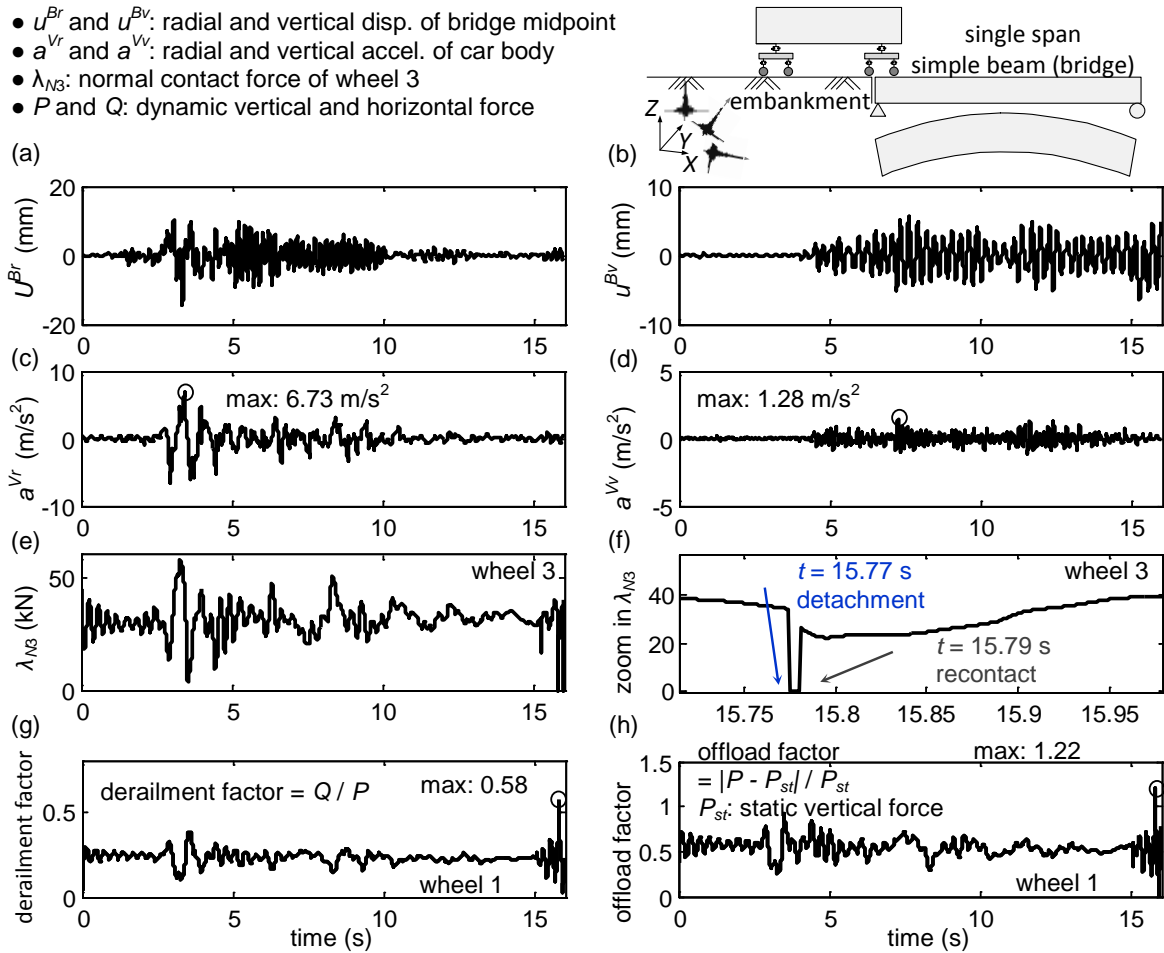 ● u^Br and u^Bv: radial and vertical disp. of bridge midpoint
● a^Vr and a^Vv: radial and vertical accel. of car body
● λ_N3: normal contact force of wheel 3
● P and Q: dynamic vertical and horizontal force
single span
simple beam (bridge)
embankment
Z
Y
X
(a)
20
0
-20
U^Br (mm)
0 5 10 15
(b)
10
0
-10
u^Bv (mm)
0 5 10 15
(c)
10
0
-10
a^Vr (m/s²)
max: 6.73 m/s²
0 5 10 15
(d)
5
0
-5
a^Vv (m/s²)
max: 1.28 m/s²
0 5 10 15
(e)
50
0
λ_N3 (kN)
wheel 3
0 5 10 15
(f)
40
20
0
zoom in λ_N3
wheel 3
t = 15.77 s
detachment
t = 15.79 s
recontact
15.75 15.8 15.85 15.9 15.95
(g)
0.5
0
derailment factor
derailment factor = Q / P
max: 0.58
wheel 1
0 5 10 15
time (s)
(h)
1.5
1
0.5
0
offload factor
offload factor
= |P - P_st| / P_st
P_st: static vertical force
max: 1.22
wheel 1
0 5 10 15
time (s)